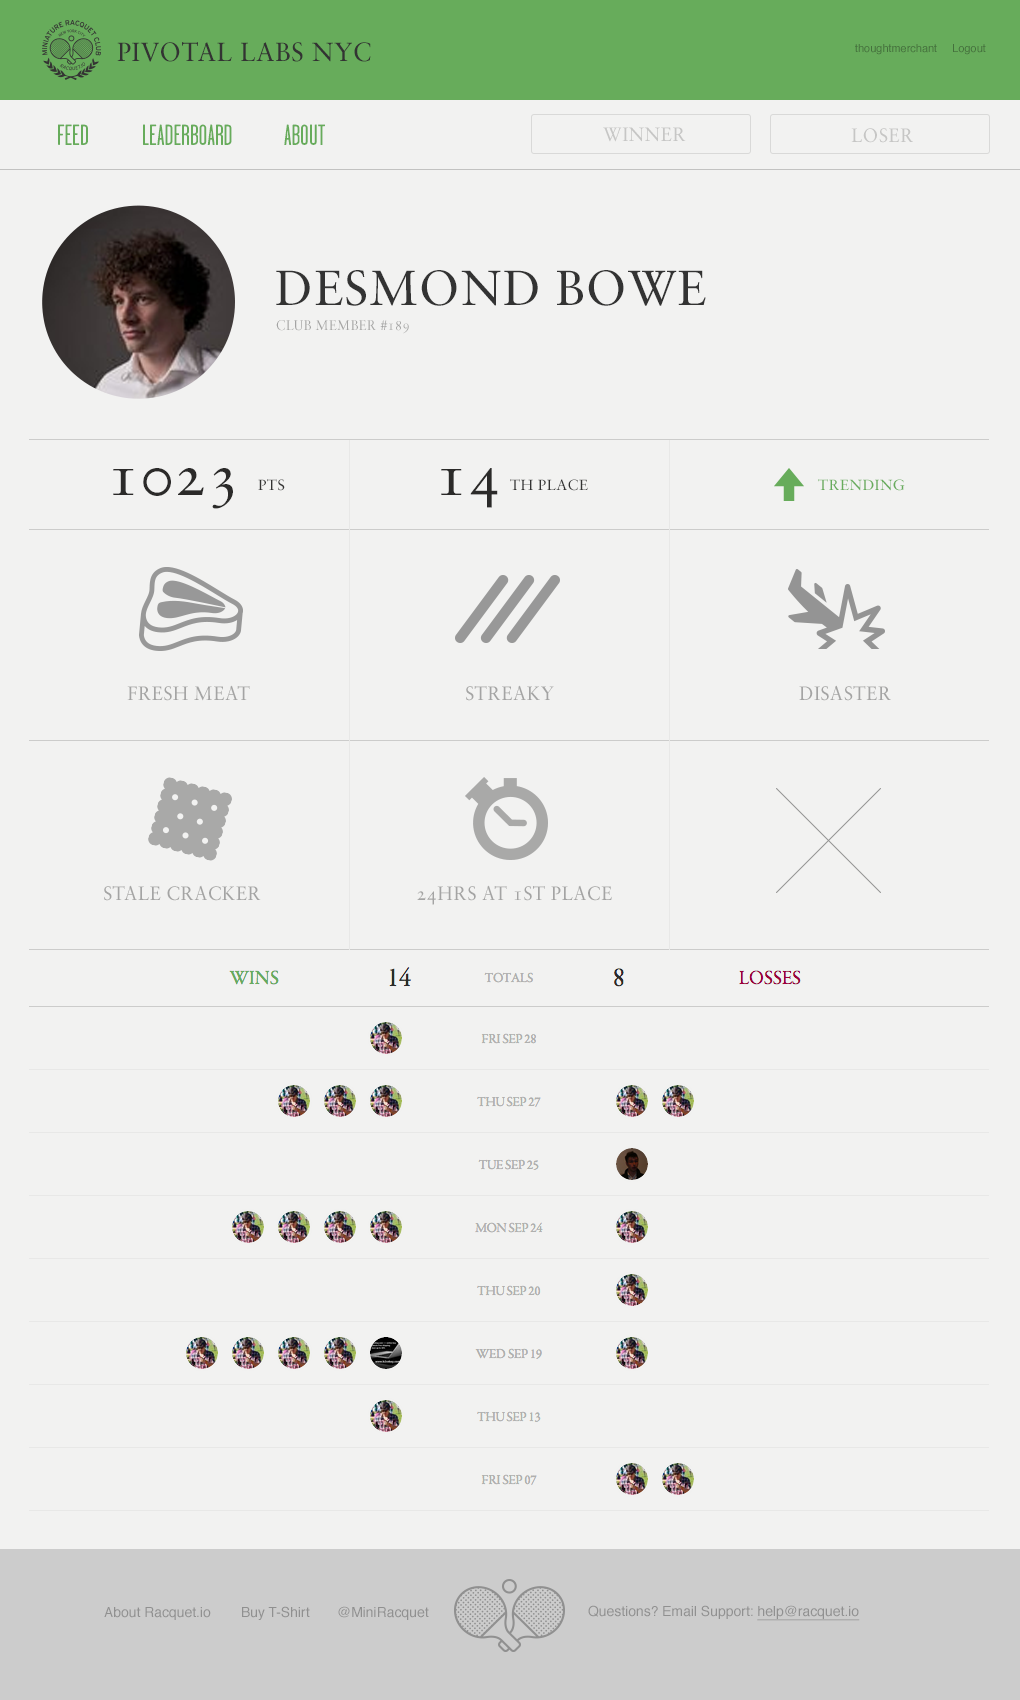 MINIATURE RACQUET CLUB
PIVOTAL LABS NYC
thoughtmerchant Logout
FEED LEADERBOARD ABOUT WINNER LOSER
DESMOND BOWE
CLUB MEMBER #189
1023 PTS 14 TH PLACE TRENDING
FRESH MEAT STREAKY DISASTER
STALE CRACKER 24HRS AT 1ST PLACE
WINS 14 TOTALS 8 LOSSES
FRI SEP 28
THU SEP 27
TUE SEP 25
MON SEP 24
THU SEP 20
WED SEP 19
THU SEP 13
FRI SEP 07
About Racquet.io Buy T-Shirt @MiniRacquet Questions? Email Support: help@racquet.io